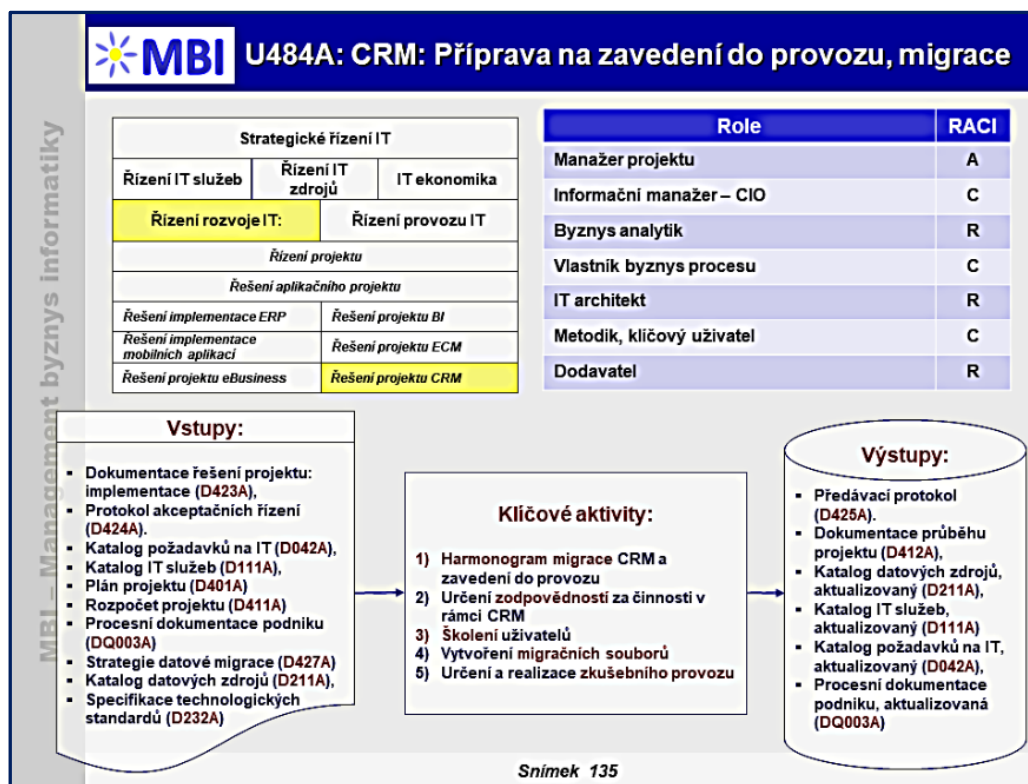 MBI
U484A: CRM: Příprava na zavedení do provozu, migrace
MBI – Management byznys informatiky
Strategické řízení IT
Řízení IT služeb
Řízení IT
zdrojů
IT ekonomika
Řízení rozvoje IT:
Řízení provozu IT
Řízení projektu
Řešení aplikačního projektu
Řešení implementace ERP
Řešení projektu BI
Řešení implementace
mobilních aplikací
Řešení projektu ECM
Řešení projektu eBusiness
Řešení projektu CRM
Role RACI
Manažer projektu A
Informační manažer – CIO C
Byznys analytik R
Vlastník byznys procesu C
IT architekt R
Metodik, klíčový uživatel C
Dodavatel R
Vstupy:
▪ Dokumentace řešení projektu:
implementace (D423A),
▪ Protokol akceptačních řízení
(D424A).
▪ Katalog požadavků na IT (D042A),
▪ Katalog IT služeb (D111A),
▪ Plán projektu (D401A)
▪ Rozpočet projektu (D411A)
▪ Procesní dokumentace podniku
(DQ003A)
▪ Strategie datové migrace (D427A)
▪ Katalog datových zdrojů (D211A),
▪ Specifikace technologických
standardů (D232A)
Klíčové aktivity:
1) Harmonogram migrace CRM a
zavedení do provozu
2) Určení zodpovědností za činnosti v
rámci CRM
3) Školení uživatelů
4) Vytvoření migračních souborů
5) Určení a realizace zkušebního provozu
Výstupy:
▪ Předávací protokol
(D425A).
▪ Dokumentace průběhu
projektu (D412A),
▪ Katalog datových zdrojů,
aktualizovaný (D211A),
▪ Katalog IT služeb,
aktualizovaný (D111A)
▪ Katalog požadavků na IT,
aktualizovaný (D042A),
▪ Procesní dokumentace
podniku, aktualizovaná
(DQ003A)
Snímek 135